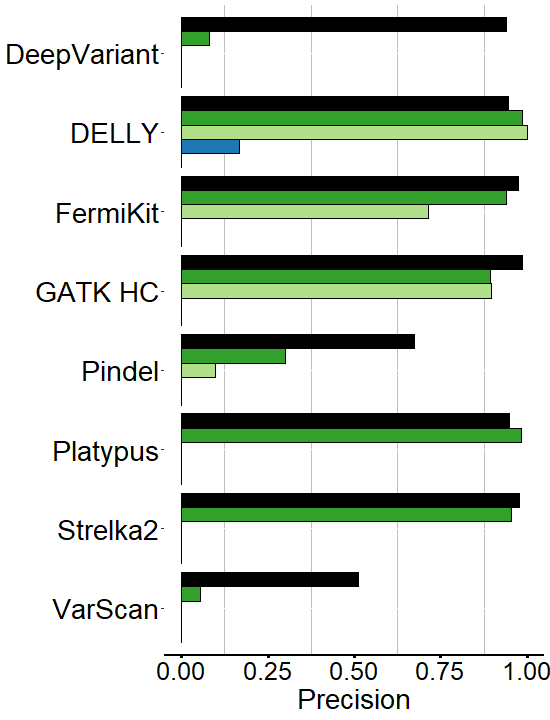 DeepVariant
DELLY
FermiKit
GATK HC
Pindel
Platypus
Strelka2
VarScan
0.00 0.25 0.50 0.75 1.00
Precision